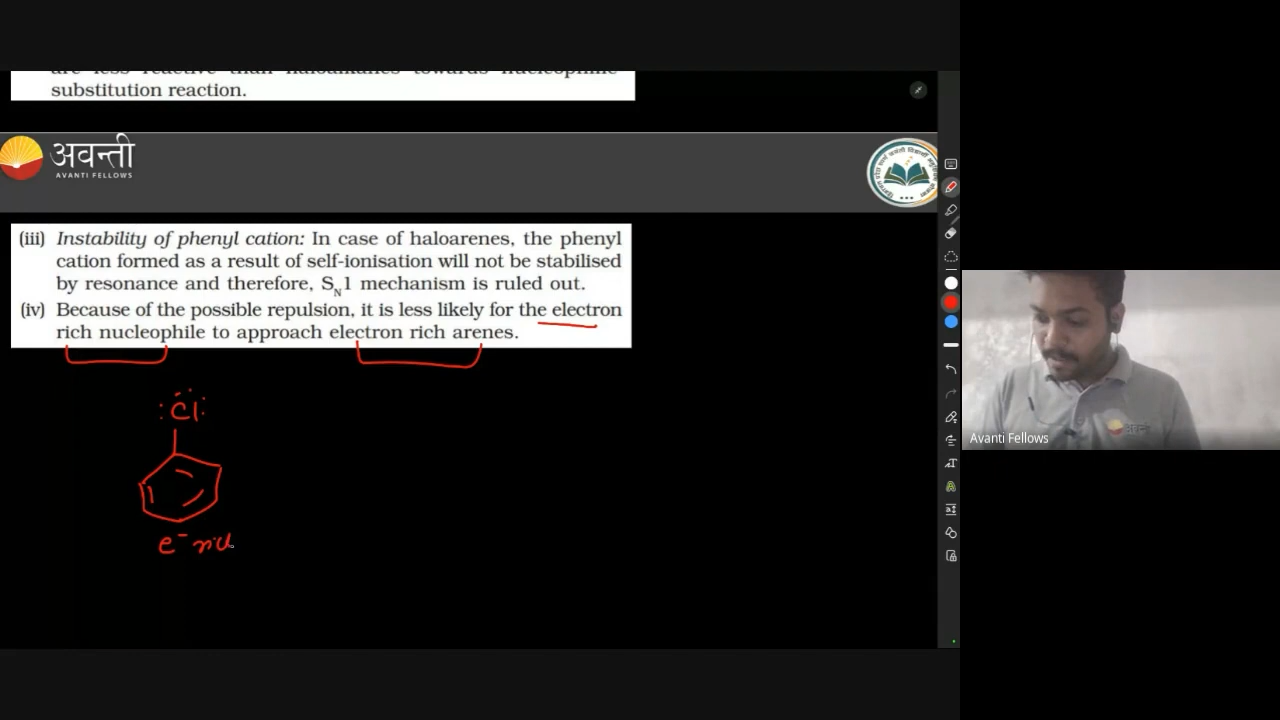 substitution reaction.
अवन्ती
AVANTI FELLOWS
(iii) Instability of phenyl cation: In case of haloarenes, the phenyl
cation formed as a result of self-ionisation will not be stabilised
by resonance and therefore, SN1 mechanism is ruled out.
(iv) Because of the possible repulsion, it is less likely for the electron
rich nucleophile to approach electron rich arenes.
:Cl:
e⁻ rich
Avanti Fellows